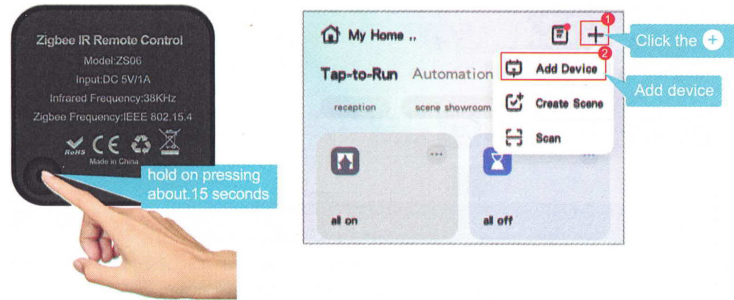 Zigbee IR Remote Control
Model:ZS06
Input:DC 5V/1A
Infrared Frequency:38KHz
Zigbee Frequency:IEEE 802.15.4
RoHS CE
Made in China
hold on pressing
about.15 seconds
My Home ..
1
Click the +
Tap-to-Run Automation
2
Add Device
Add device
reception
scene showroom
Create Scene
Scan
all on
all off